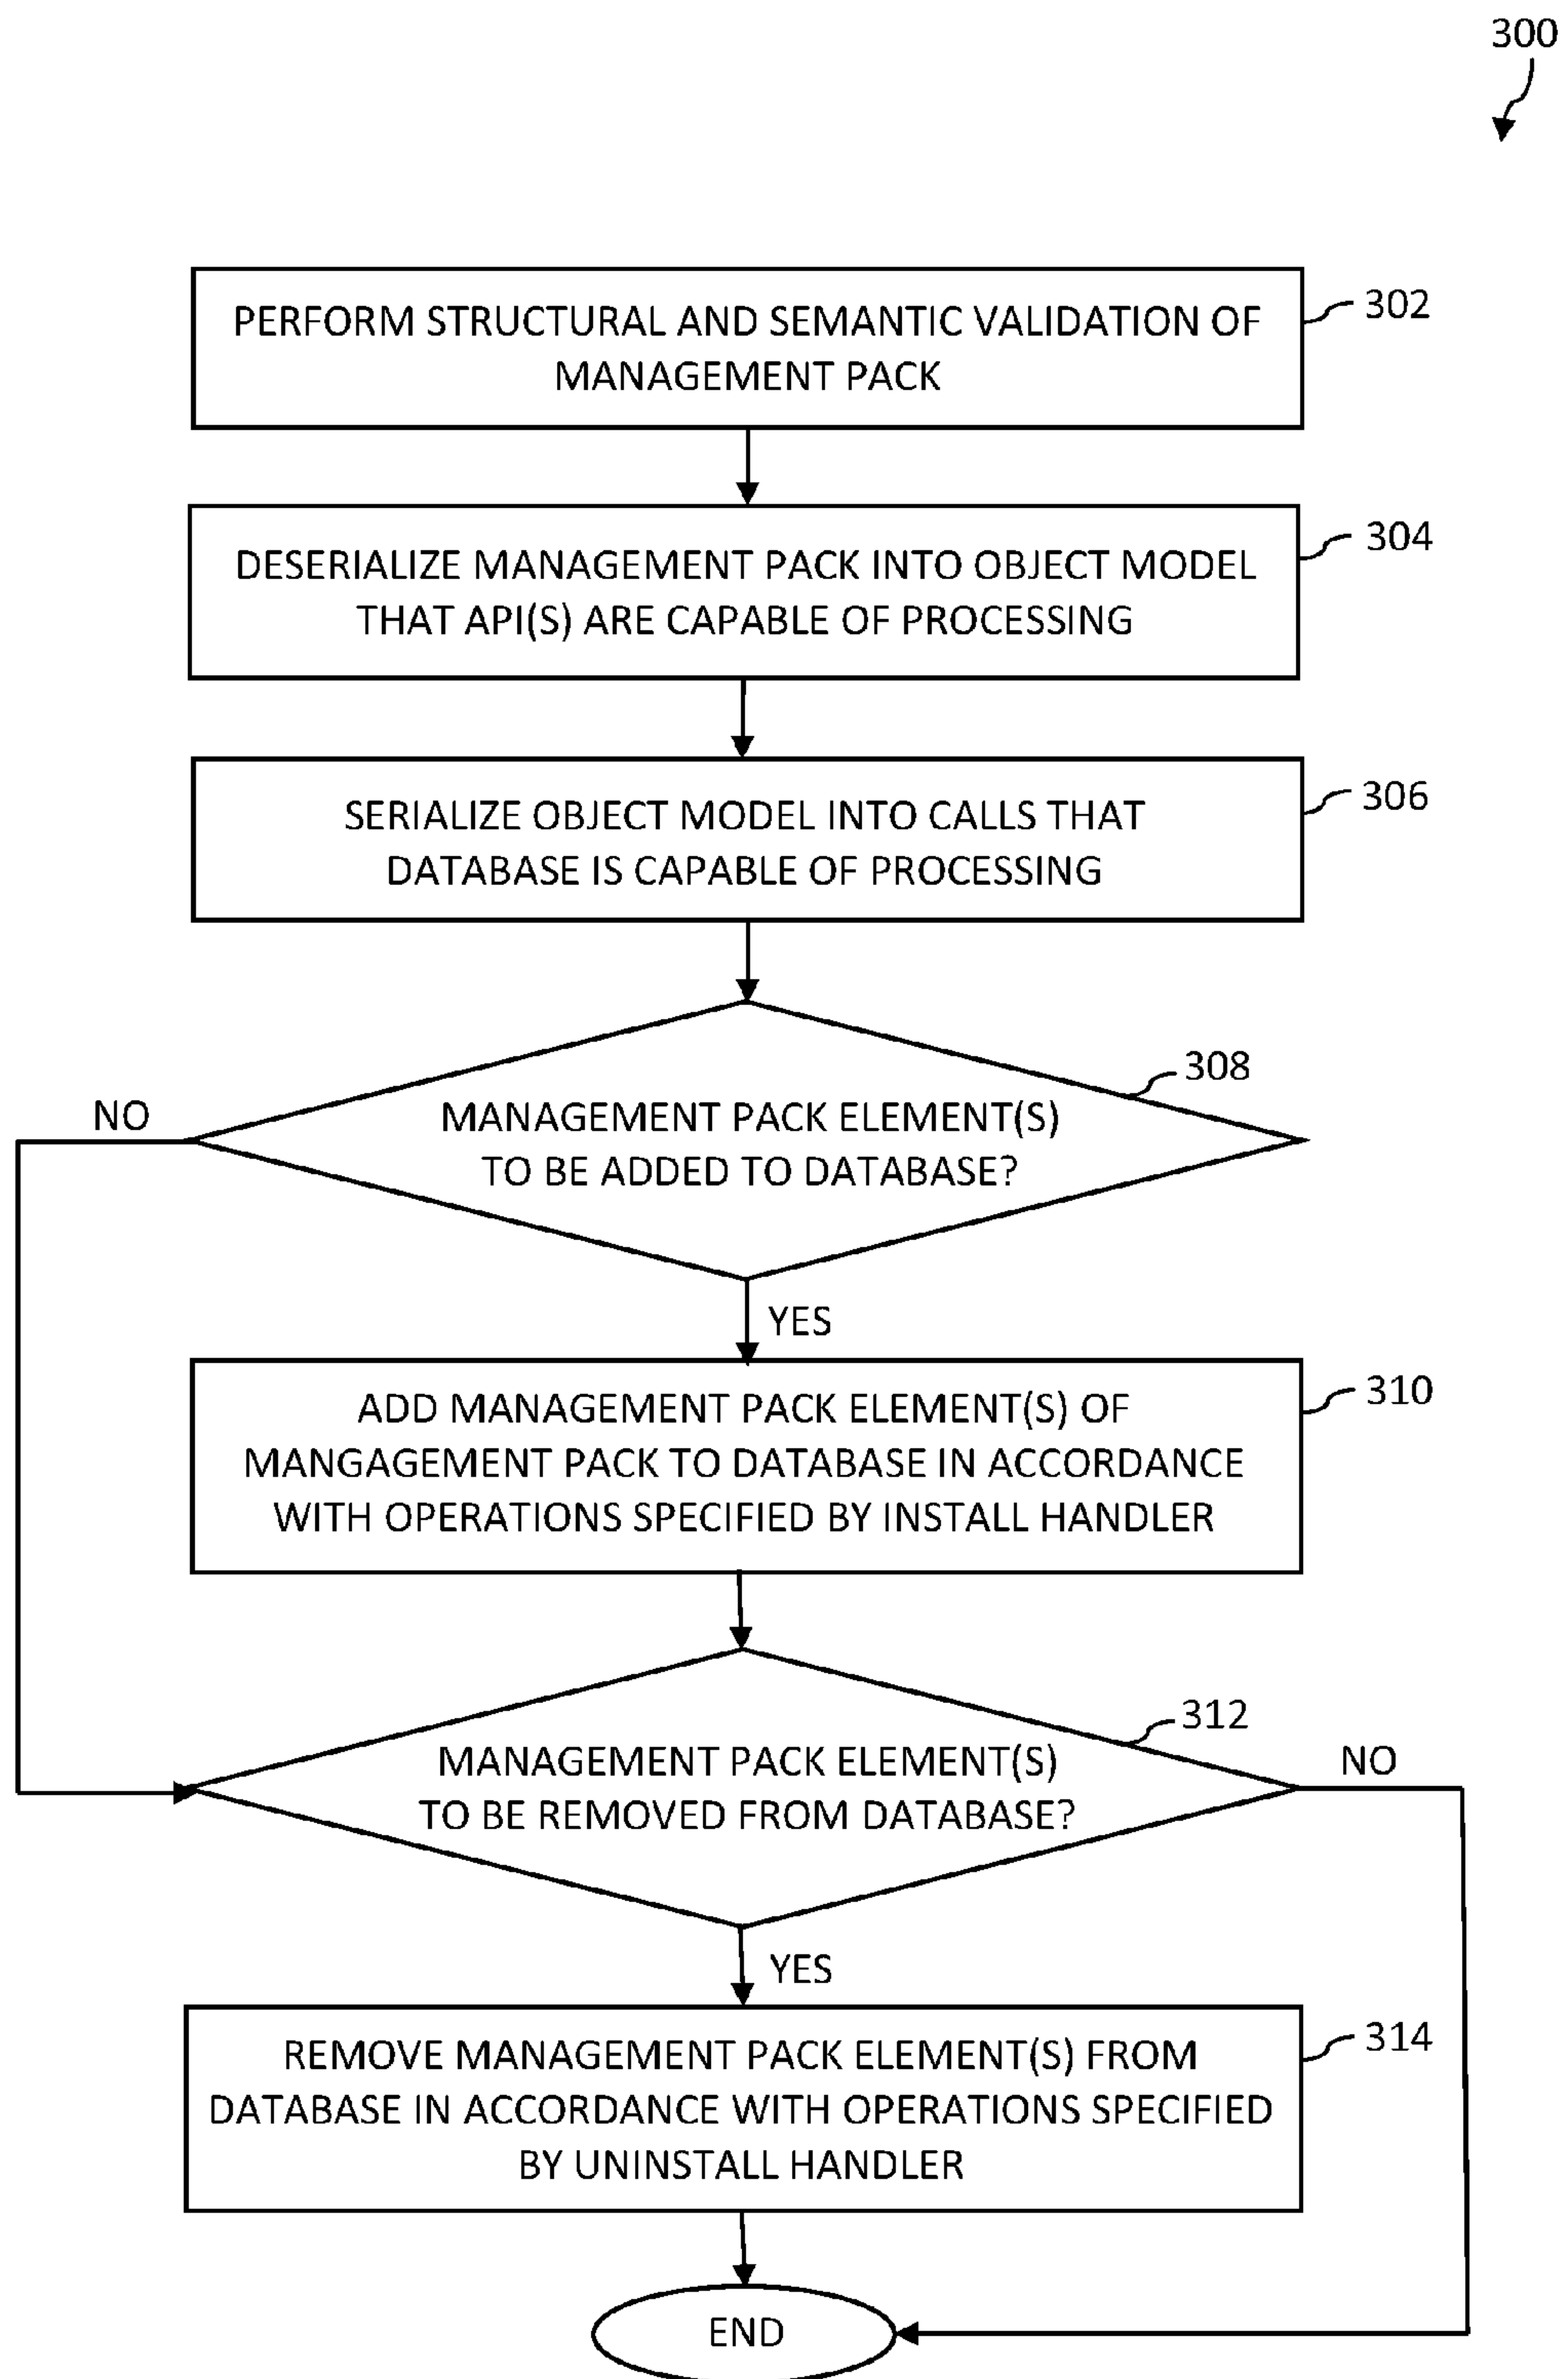 300
PERFORM STRUCTURAL AND SEMANTIC VALIDATION OF
MANAGEMENT PACK
302
DESERIALIZE MANAGEMENT PACK INTO OBJECT MODEL
THAT API(S) ARE CAPABLE OF PROCESSING
304
SERIALIZE OBJECT MODEL INTO CALLS THAT
DATABASE IS CAPABLE OF PROCESSING
306
308
NO
MANAGEMENT PACK ELEMENT(S)
TO BE ADDED TO DATABASE?
YES
ADD MANAGEMENT PACK ELEMENT(S) OF
MANGAGEMENT PACK TO DATABASE IN ACCORDANCE
WITH OPERATIONS SPECIFIED BY INSTALL HANDLER
310
312
MANAGEMENT PACK ELEMENT(S)
TO BE REMOVED FROM DATABASE?
NO
YES
REMOVE MANAGEMENT PACK ELEMENT(S) FROM
DATABASE IN ACCORDANCE WITH OPERATIONS SPECIFIED
BY UNINSTALL HANDLER
314
END